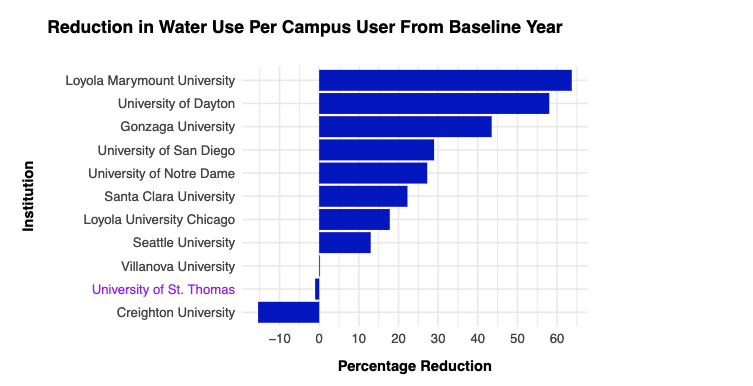 Reduction in Water Use Per Campus User From Baseline Year
Institution
Loyola Marymount University
University of Dayton
Gonzaga University
University of San Diego
University of Notre Dame
Santa Clara University
Loyola University Chicago
Seattle University
Villanova University
University of St. Thomas
Creighton University
−10 0 10 20 30 40 50 60
Percentage Reduction